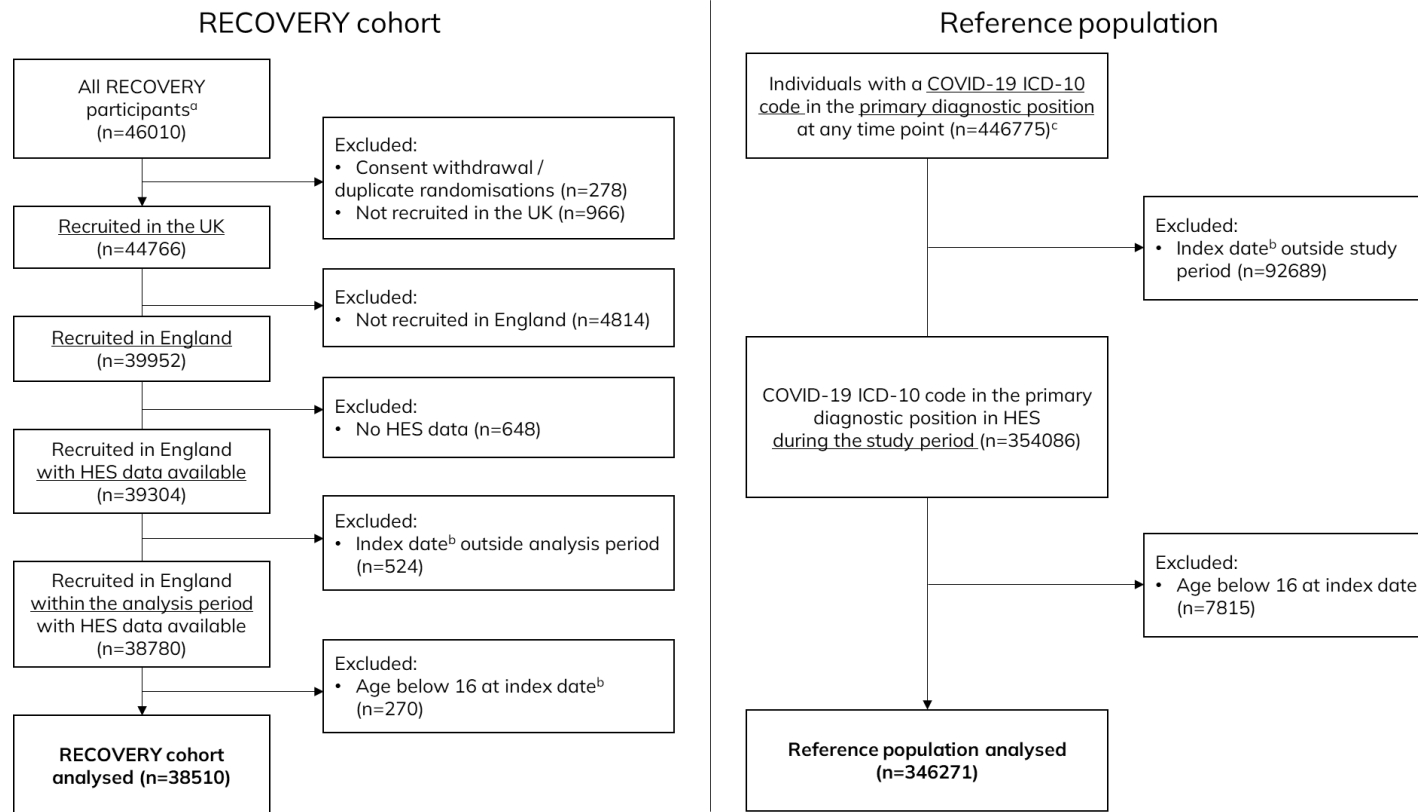 RECOVERY cohort
All RECOVERY
participantsᵃ
(n=46010)
Excluded:
• Consent withdrawal /
duplicate randomisations (n=278)
• Not recruited in the UK (n=966)
Recruited in the UK
(n=44766)
Excluded:
• Not recruited in England (n=4814)
Recruited in England
(n=39952)
Excluded:
• No HES data (n=648)
Recruited in England
with HES data available
(n=39304)
Excluded:
• Index dateᵇ outside analysis period
(n=524)
Recruited in England
within the analysis period
with HES data available
(n=38780)
Excluded:
• Age below 16 at index dateᵇ
(n=270)
RECOVERY cohort
analysed (n=38510)
Reference population
Individuals with a COVID-19 ICD-10
code in the primary diagnostic position
at any time point (n=446775)ᶜ
Excluded:
• Index dateᵇ outside study
period (n=92689)
COVID-19 ICD-10 code in the primary
diagnostic position in HES
during the study period (n=354086)
Excluded:
• Age below 16 at index date
(n=7815)
Reference population analysed
(n=346271)